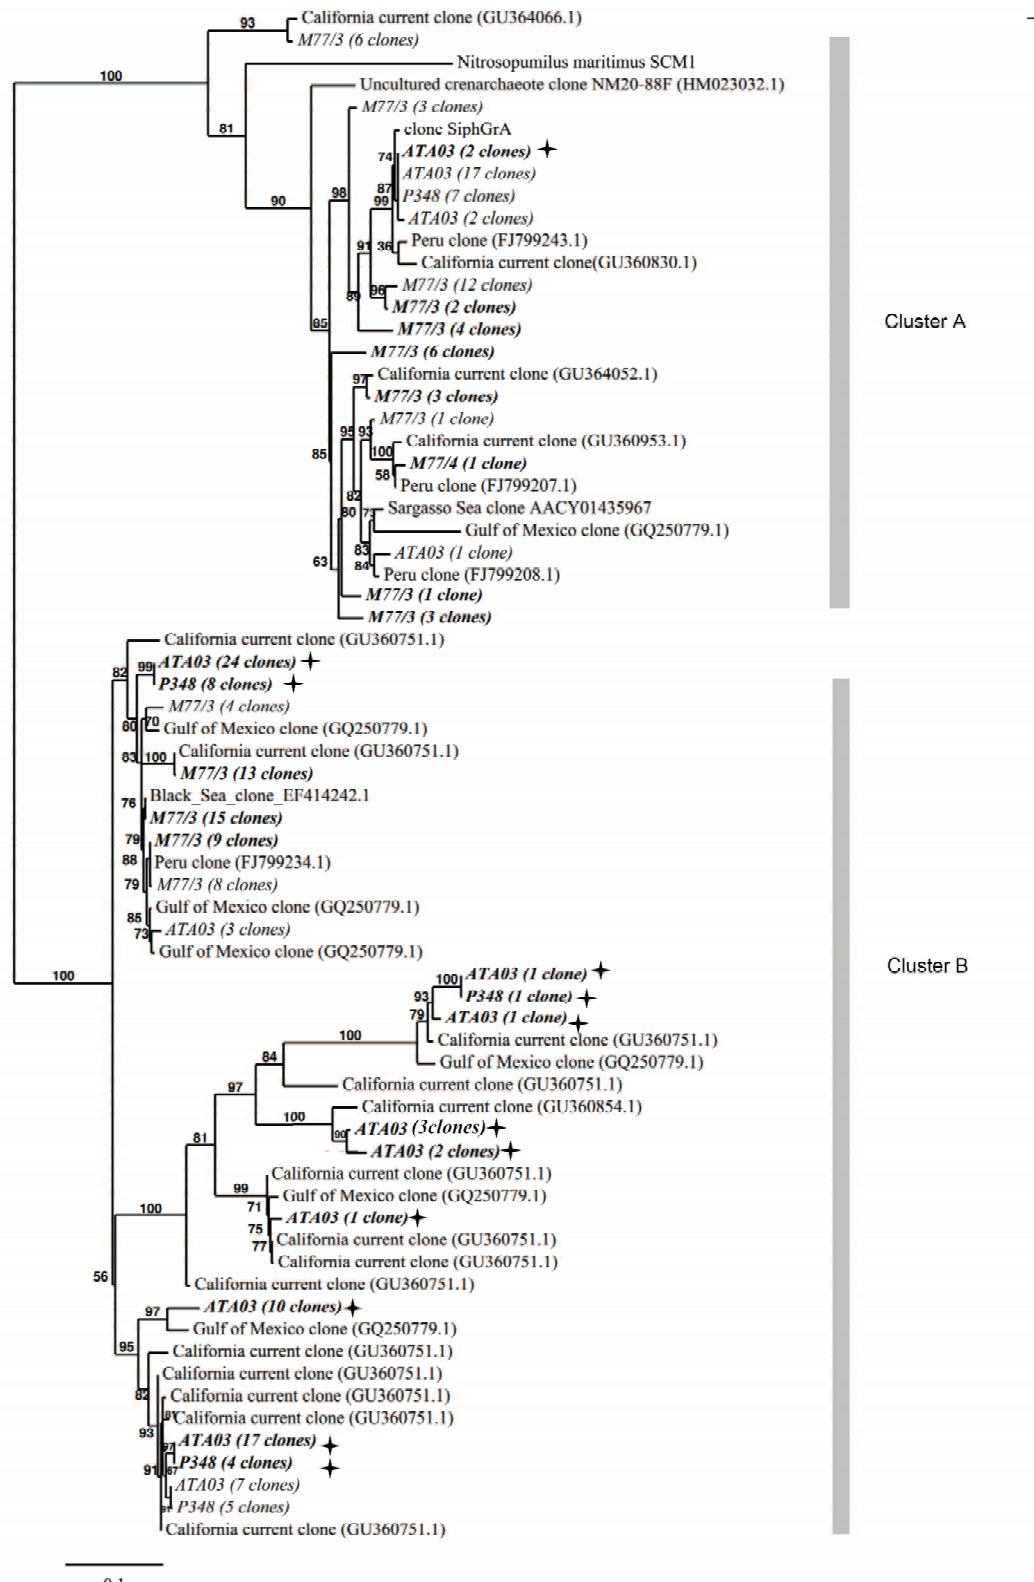 California current clone (GU364066.1)
93
M77/3 (6 clones)
Nitrosopumilus maritimus SCM1
100
Uncultured crenarchaeote clone NM20-88F (HM023032.1)
M77/3 (3 clones)
81
clone SiphGrA
74
ATA03 (2 clones)
ATA03 (17 clones)
87
98
P348 (7 clones)
90
99
ATA03 (2 clones)
Peru clone (FJ799243.1)
91
36
California current clone(GU360830.1)
M77/3 (12 clones)
96
89
M77/3 (2 clones)
Cluster A
85
M77/3 (4 clones)
M77/3 (6 clones)
California current clone (GU364052.1)
97
M77/3 (3 clones)
M77/3 (1 clone)
95
93
California current clone (GU360953.1)
85
100
M77/4 (1 clone)
58
Peru clone (FJ799207.1)
82
Sargasso Sea clone AACY01435967
80
73
Gulf of Mexico clone (GQ250779.1)
83
ATA03 (1 clone)
63
84
Peru clone (FJ799208.1)
M77/3 (1 clone)
M77/3 (3 clones)
California current clone (GU360751.1)
99
ATA03 (24 clones)
82
P348 (8 clones)
M77/3 (4 clones)
70
80
Gulf of Mexico clone (GQ250779.1)
California current clone (GU360751.1)
83
100
M77/3 (13 clones)
Black_Sea_clone_EF414242.1
76
M77/3 (15 clones)
79
M77/3 (9 clones)
88
Peru clone (FJ799234.1)
79
M77/3 (8 clones)
Gulf of Mexico clone (GQ250779.1)
85
73
ATA03 (3 clones)
Gulf of Mexico clone (GQ250779.1)
Cluster B
100
100
ATA03 (1 clone)
93
P348 (1 clone)
79
ATA03 (1 clone)
100
California current clone (GU360751.1)
84
Gulf of Mexico clone (GQ250779.1)
97
California current clone (GU360751.1)
California current clone (GU360854.1)
100
ATA03 (3clones)
90
81
ATA03 (2 clones)
California current clone (GU360751.1)
99
Gulf of Mexico clone (GQ250779.1)
71
100
ATA03 (1 clone)
75
California current clone (GU360751.1)
77
California current clone (GU360751.1)
56
California current clone (GU360751.1)
97
ATA03 (10 clones)
Gulf of Mexico clone (GQ250779.1)
95
California current clone (GU360751.1)
California current clone (GU360751.1)
82
California current clone (GU360751.1)
California current clone (GU360751.1)
93
ATA03 (17 clones)
97
P348 (4 clones)
91
67
ATA03 (7 clones)
91
P348 (5 clones)
California current clone (GU360751.1)